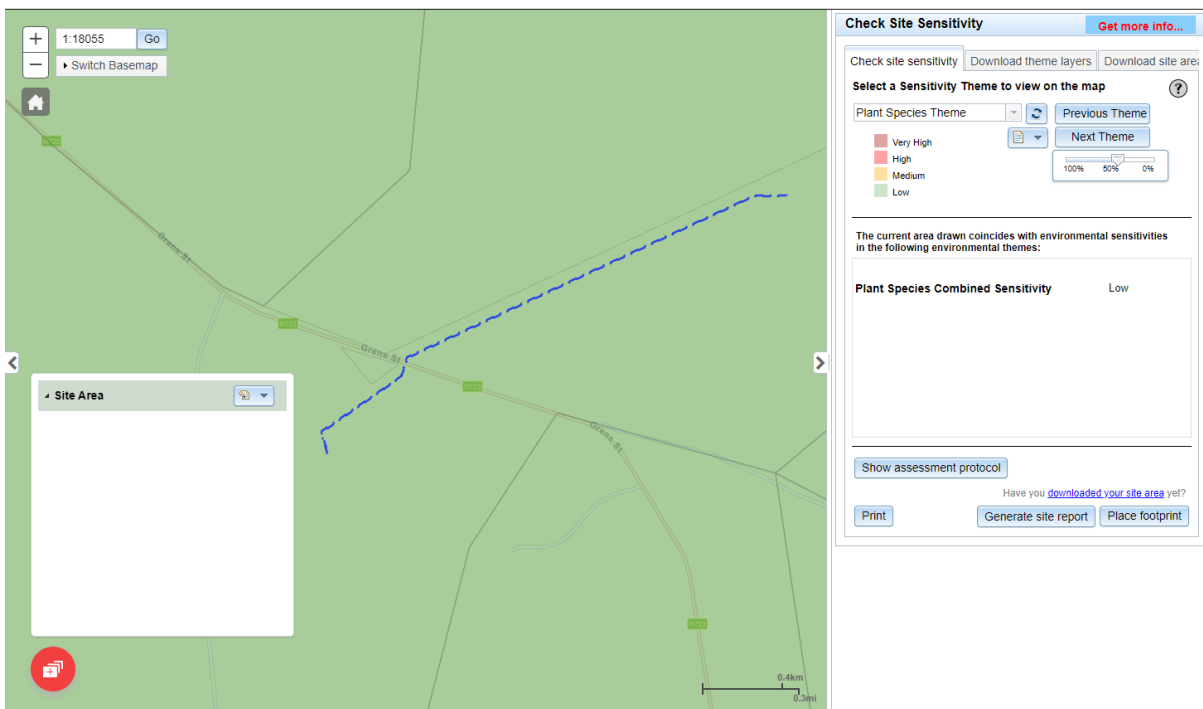 +
1:18055
Go
−
Switch Basemap
R723
Grens St
R723
Grens St
R723
Grens St
R723
Site Area
0.4km
0.3mi
Check Site Sensitivity
Get more info...
Check site sensitivity
Download theme layers
Download site area
Select a Sensitivity Theme to view on the map
?
Plant Species Theme
Previous Theme
Next Theme
Very High
High
Medium
Low
100% 50% 0%
The current area drawn coincides with environmental sensitivities
in the following environmental themes:
Plant Species Combined Sensitivity Low
Show assessment protocol
Have you downloaded your site area yet?
Print
Generate site report
Place footprint